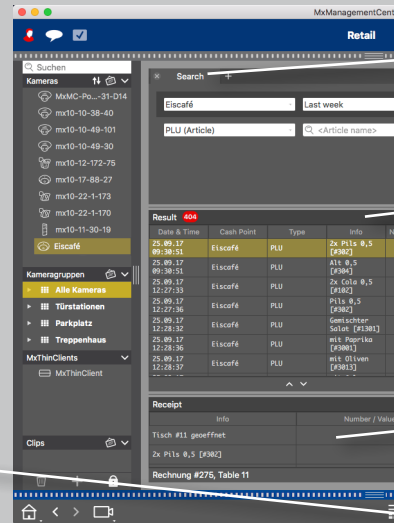 MxManagementCent
Retail
Suchen
Kameras
MxMC-Po...-31-D14
mx10-10-38-40
mx10-10-49-101
mx10-10-49-30
mx10-12-172-75
mx10-17-88-27
mx10-22-1-173
mx10-22-1-170
mx10-11-30-19
Eiscafé
Kameragruppen
Alle Kameras
Türstationen
Parkplatz
Treppenhaus
MxThinClients
MxThinClient
Clips
× Search +
Eiscafé Last week
PLU (Article) <Article name>
Result 404
Date & Time Cash Point Type Info N
25.09.17 09:30:51 Eiscafé PLU 2x Pils 0,5 [#302]
25.09.17 09:30:51 Eiscafé PLU Alt 0,5 [#304]
25.09.17 12:27:33 Eiscafé PLU 2x Cola 0,5 [#102]
25.09.17 12:27:36 Eiscafé PLU Pils 0,5 [#302]
25.09.17 12:28:32 Eiscafé PLU Gemischter Salat [#1301]
25.09.17 12:28:36 Eiscafé PLU mit Paprika [#3001]
25.09.17 12:28:37 Eiscafé PLU mit Oliven [#3013]
Receipt
Info Number / Value
Tisch #11 geoeffnet
2x Pils 0,5 [#302]
Rechnung #275, Table 11